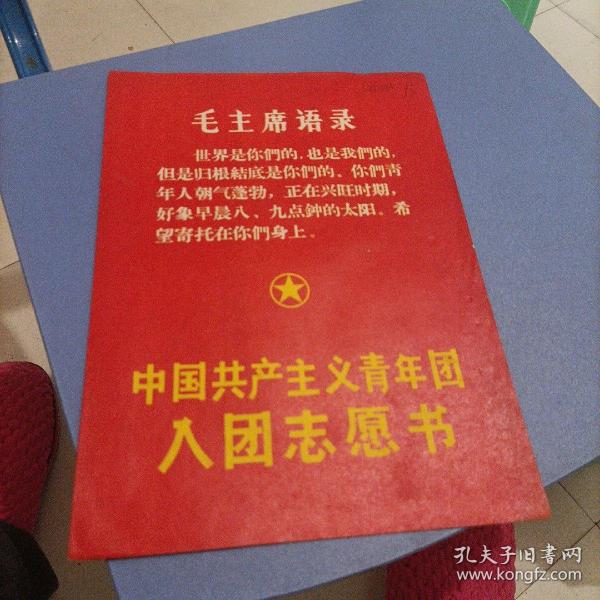 毛主席语录
世界是你們的，也是我們的，
但是归根結底是你們的、你們靑
年人朝气蓬勃，正在兴旺时期，
好象早晨八、九点鈡的太阳。希
望寄托在你們身上。
中国共产主义青年团
入团志愿书
孔夫子旧書网
www.kongfz.com